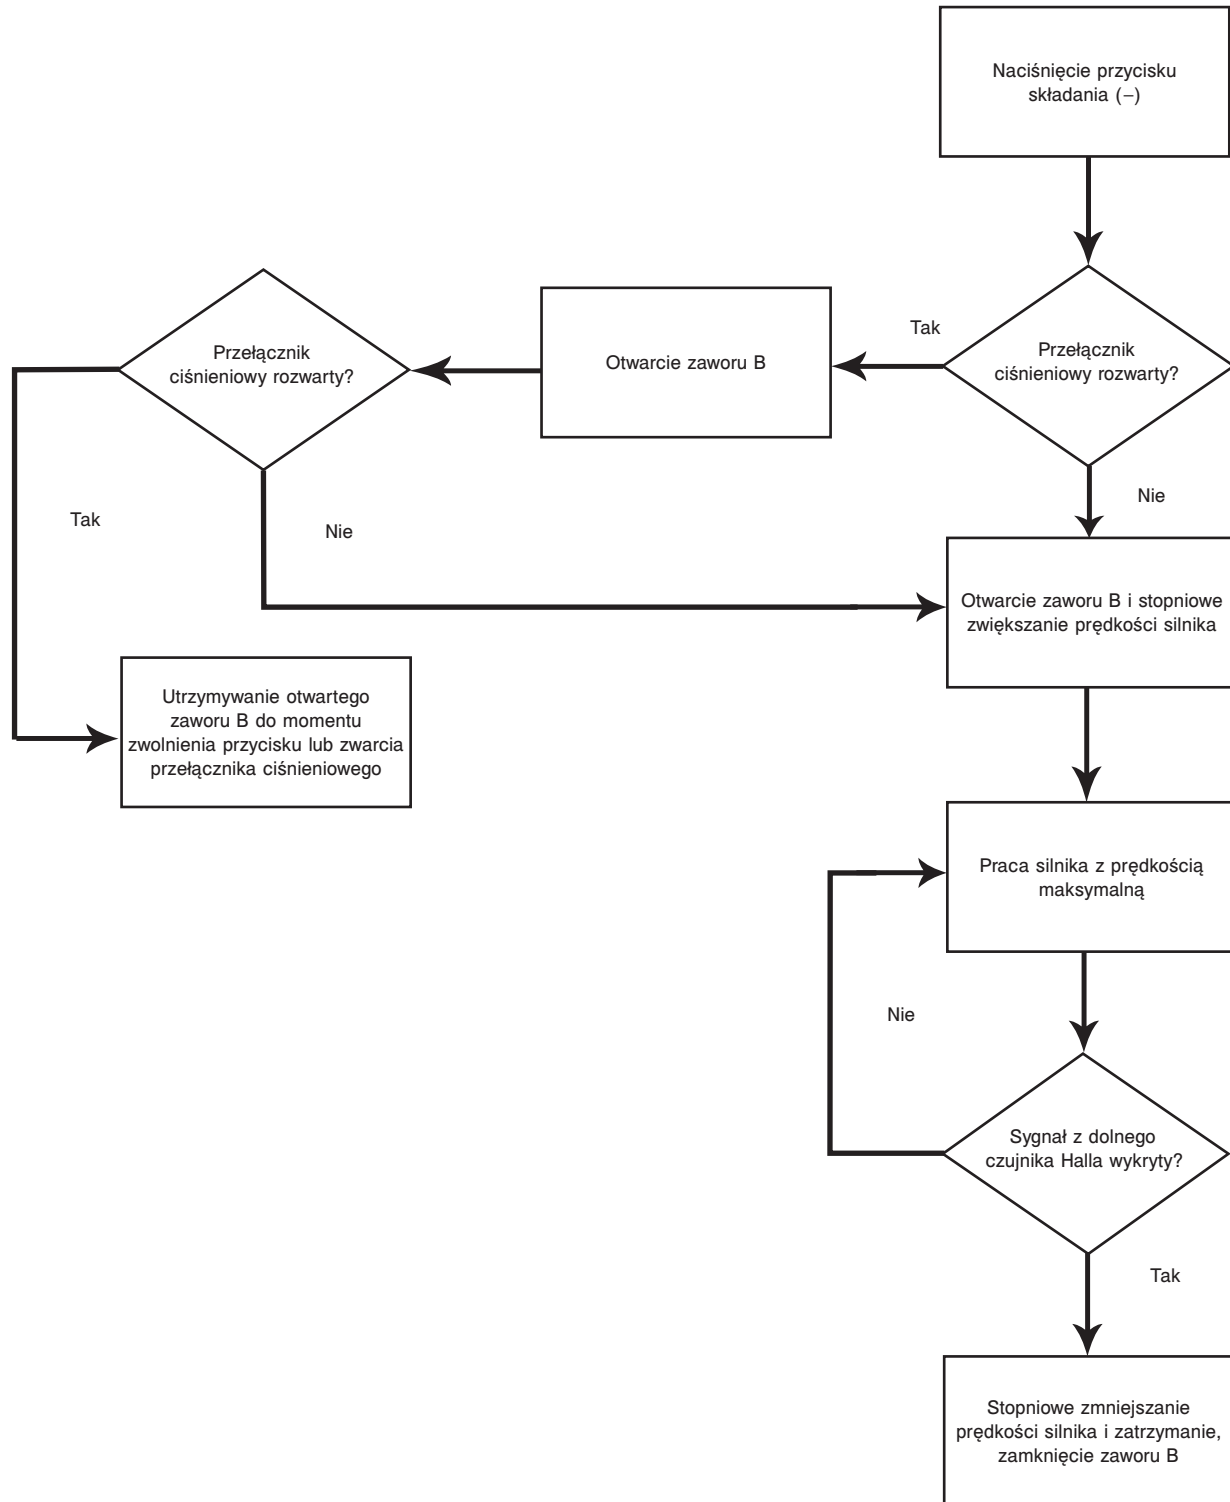 Naciśnięcie przycisku
składania (–)
Tak
Przełącznik
ciśnieniowy rozwarty?
Otwarcie zaworu B
Przełącznik
ciśnieniowy rozwarty?
Nie
Tak
Nie
Otwarcie zaworu B i stopniowe
zwiększanie prędkości silnika
Utrzymywanie otwartego
zaworu B do momentu
zwolnienia przycisku lub zwarcia
przełącznika ciśnieniowego
Praca silnika z prędkością
maksymalną
Nie
Sygnał z dolnego
czujnika Halla wykryty?
Tak
Stopniowe zmniejszanie
prędkości silnika i zatrzymanie,
zamknięcie zaworu B